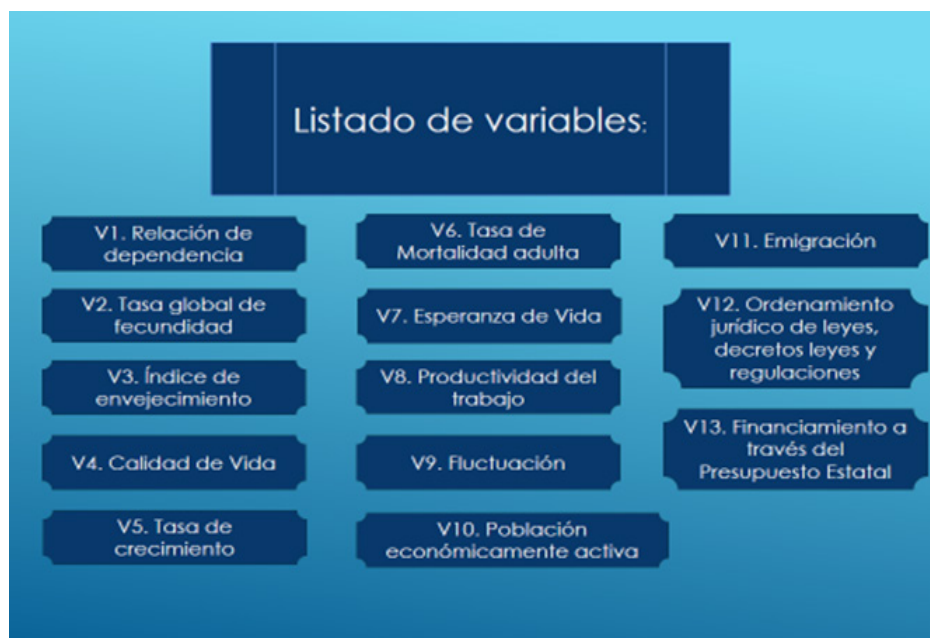 Listado de variables:
V1. Relación de
dependencia
V2. Tasa global de
fecundidad
V3. Índice de
envejecimiento
V4. Calidad de Vida
V5. Tasa de
crecimiento
V6. Tasa de
Mortalidad adulta
V7. Esperanza de Vida
V8. Productividad del
trabajo
V9. Fluctuación
V10. Población
económicamente activa
V11. Emigración
V12. Ordenamiento
jurídico de leyes,
decretos leyes y
regulaciones
V13. Financiamiento a
través del
Presupuesto Estatal